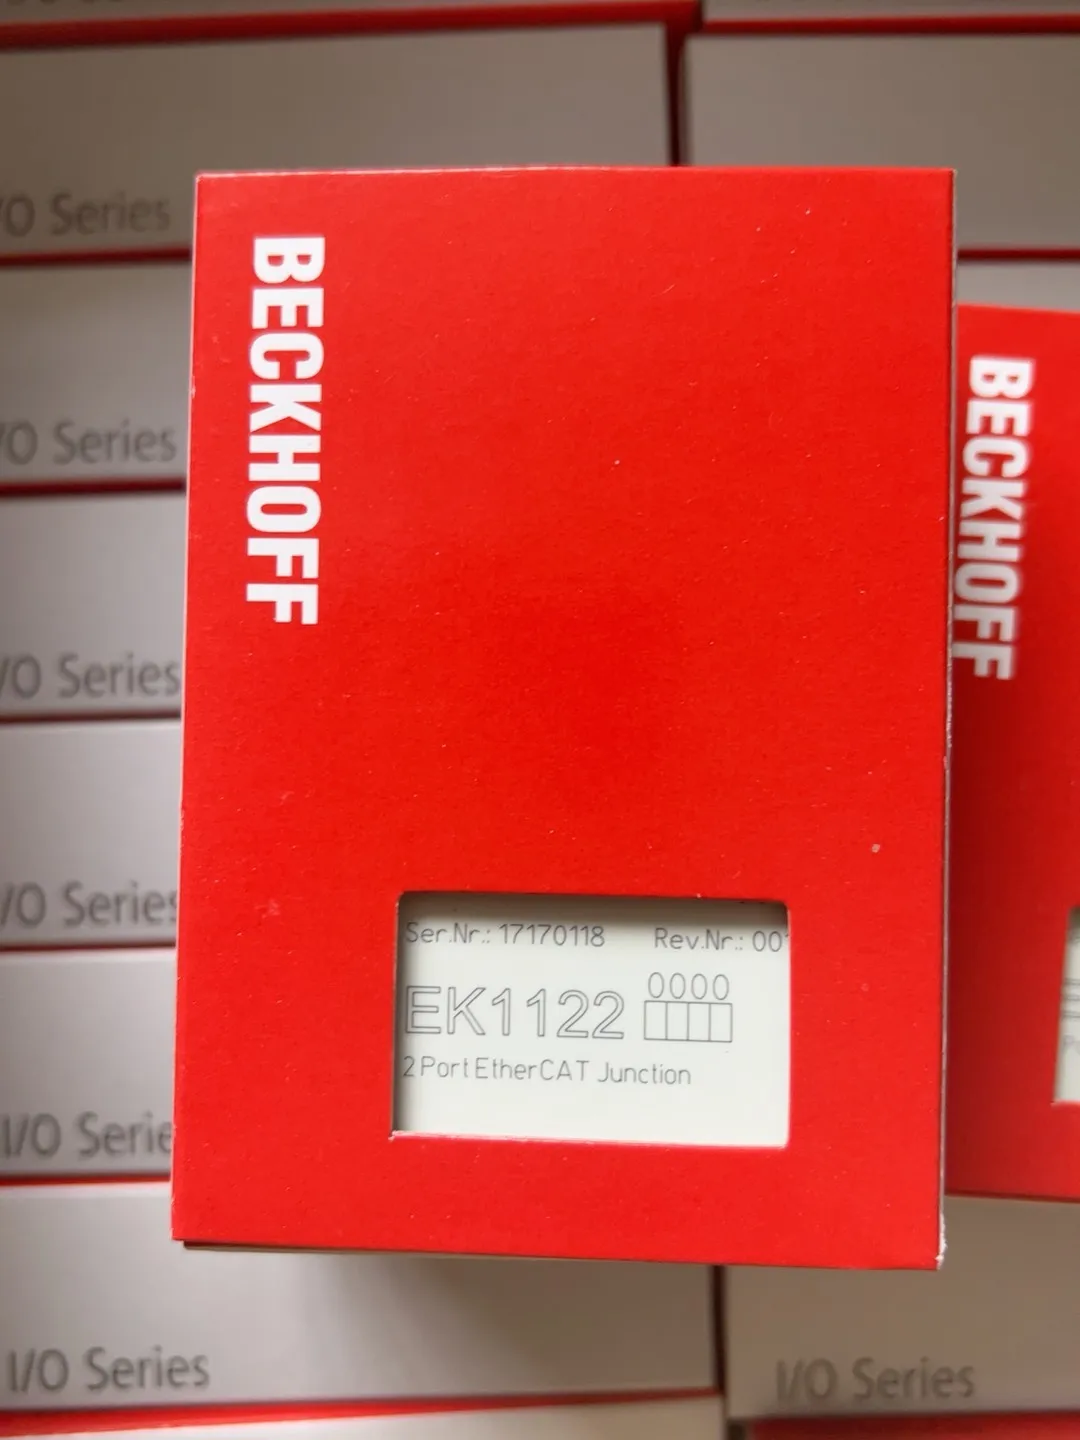 I/O Series
I/O Series
I/O Series
I/O Series
I/O Series
I/O Series
BECKHOFF
BECKHOFF
Ser.Nr.: 17170118 Rev.Nr.: 00
EK1122 0000
2 Port EtherCAT Junction
I/O Series